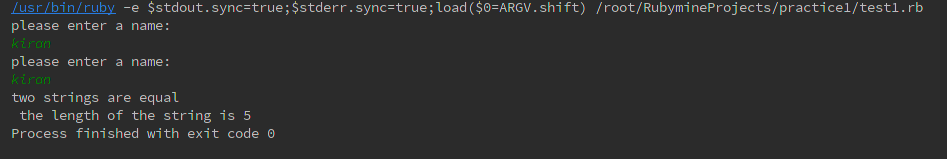 /usr/bin/ruby -e $stdout.sync=true;$stderr.sync=true;load($0=ARGV.shift) /root/RubymineProjects/practice1/test1.rb
please enter a name:
kiran
please enter a name:
kiran
two strings are equal
 the length of the string is 5
Process finished with exit code 0